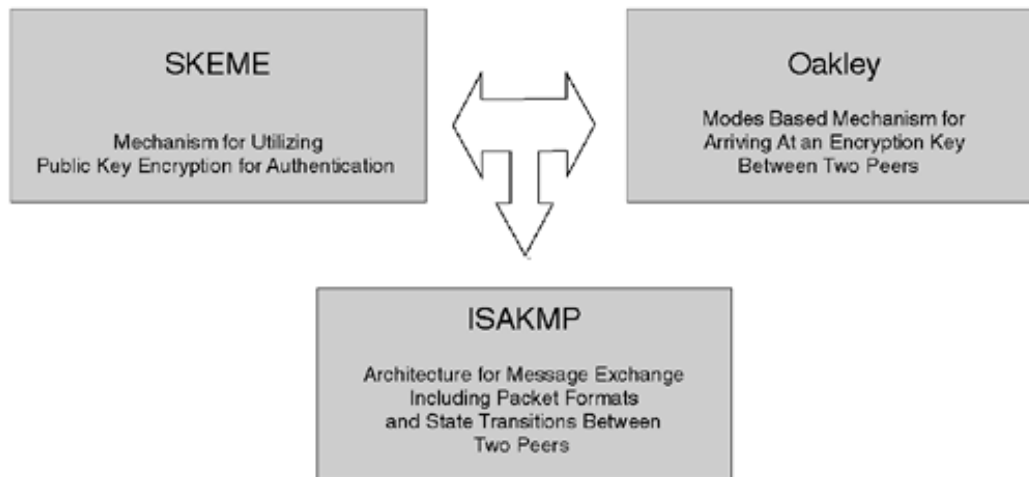 SKEME
Mechanism for Utilizing
Public Key Encryption for Authentication
Oakley
Modes Based Mechanism for
Arriving At an Encryption Key
Between Two Peers
ISAKMP
Architecture for Message Exchange
Including Packet Formats
and State Transitions Between
Two Peers